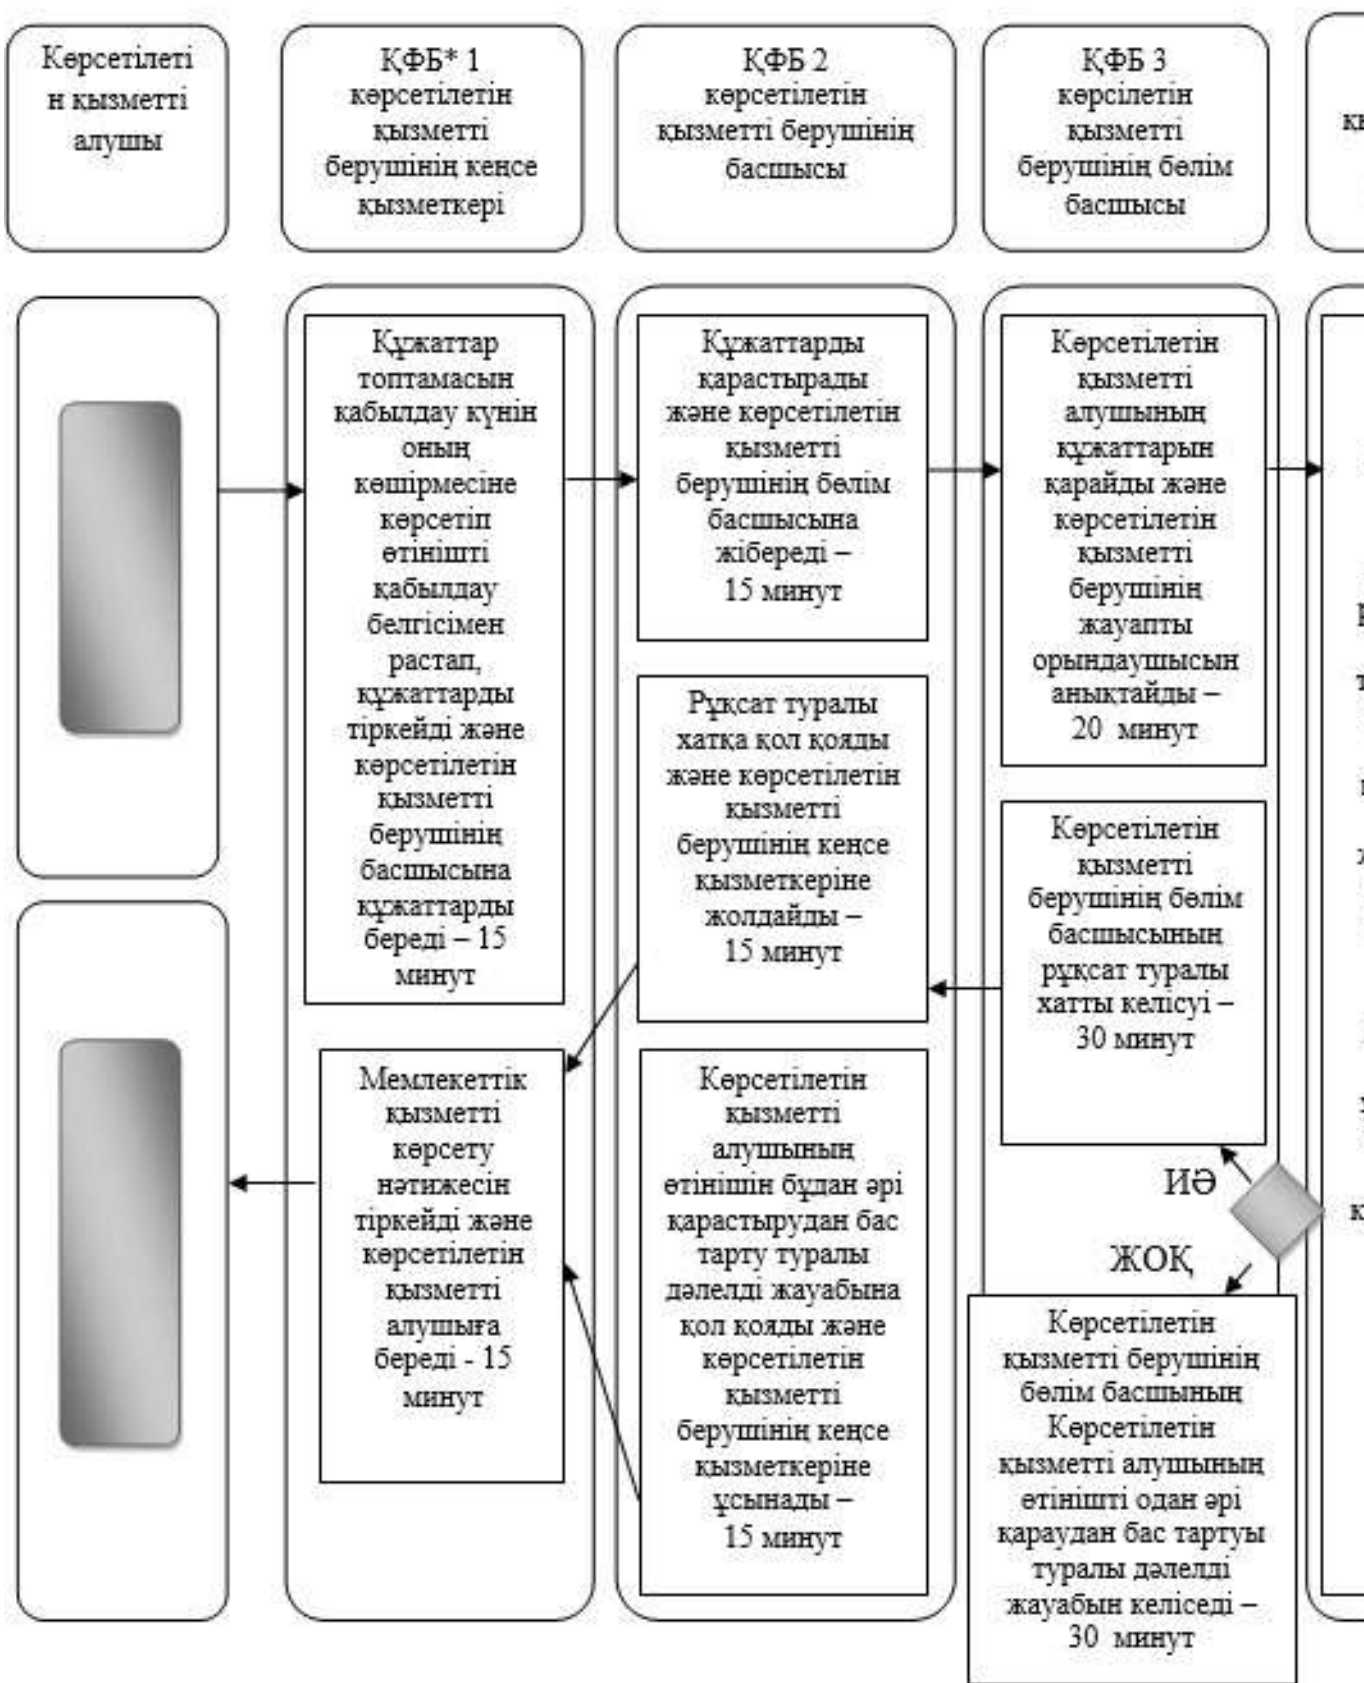 Көрсетілеті
н қызметті
алушы
ҚФБ* 1
көрсетілетін
қызметті
берушінің кеңсе
қызметкері
ҚФБ 2
көрсетілетін
қызметті берушінің
басшысы
ҚФБ 3
көрсілетін
қызметті
берушінің бөлім
басшысы
Құжаттар
топтамасын
қабылдау күнін
оның
көшірмесіне
көрсетіп
өтінішті
қабылдау
белгісімен
растап,
құжаттарды
тіркейді және
көрсетілетін
қызметті
берушінің
басшысына
құжаттарды
береді – 15
минут
Құжаттарды
қарастырады
және көрсетілетін
қызметті
берушінің бөлім
басшысына
жібереді –
15 минут
Көрсетілетін
қызметті
алушының
құжаттарын
қарайды және
көрсетілетін
қызметті
берушінің
жауапты
орындаушысын
анықтайды –
20 минут
Рұқсат туралы
хатқа қол қояды
және көрсетілетін
қызметті
берушінің кеңсе
қызметкеріне
жолдайды –
15 минут
Көрсетілетін
қызметті
берушінің бөлім
басшысының
рұқсат туралы
хатты келісуі –
30 минут
Мемлекеттік
қызметті
көрсету
нәтижесін
тіркейді және
көрсетілетін
қызметті
алушыға
береді - 15
минут
Көрсетілетін
қызметті
алушының
өтінішін бұдан әрі
қарастырудан бас
тарту туралы
дәлелді жауабына
қол қояды және
көрсетілетін
қызметті
берушінің кеңсе
қызметкеріне
ұсынады –
15 минут
ИӘ
ЖОҚ
Көрсетілетін
қызметті берушінің
бөлім басшының
Көрсетілетін
қызметті алушының
өтінішті одан әрі
қараудан бас тартуы
туралы дәлелді
жауабын келіседі –
30 минут